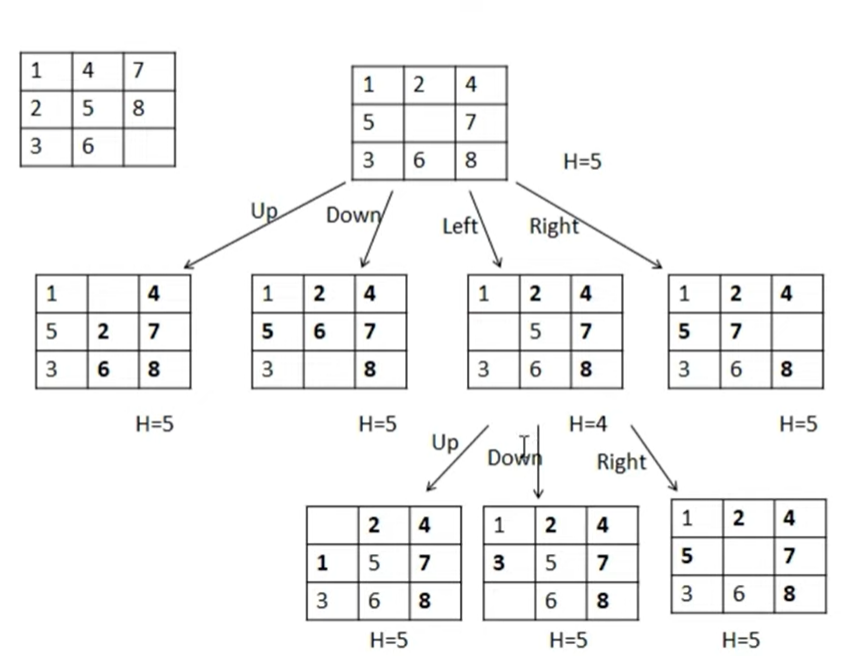 1 4 7
2 5 8
3 6
1 2 4
5 7
3 6 8
H=5
Up
Down
Left
Right
1 4
5 2 7
3 6 8
H=5
1 2 4
5 6 7
3 8
H=5
1 2 4
5 7
3 6 8
H=4
1 2 4
5 7
3 6 8
H=5
Up
Down
Right
2 4
1 5 7
3 6 8
H=5
1 2 4
3 5 7
6 8
H=5
1 2 4
5 7
3 6 8
H=5